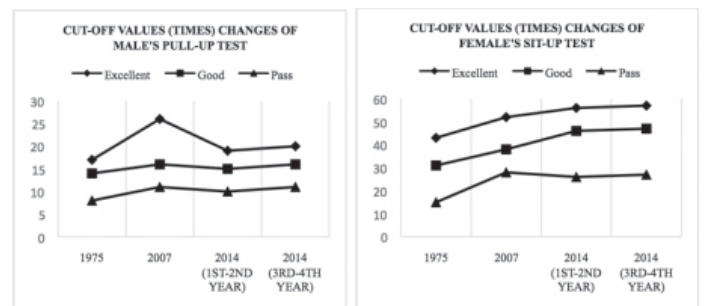 CUT-OFF VALUES (TIMES) CHANGES OF
MALE'S PULL-UP TEST
Excellent Good Pass
30
25
20
15
10
5
0
1975 2007 2014 2014
(1ST-2ND (3RD-4TH
YEAR) YEAR)
CUT-OFF VALUES (TIMES) CHANGES OF
FEMALE'S SIT-UP TEST
Excellent Good Pass
60
50
40
30
20
10
0
1975 2007 2014 2014
(1ST-2ND (3RD-4TH
YEAR) YEAR)